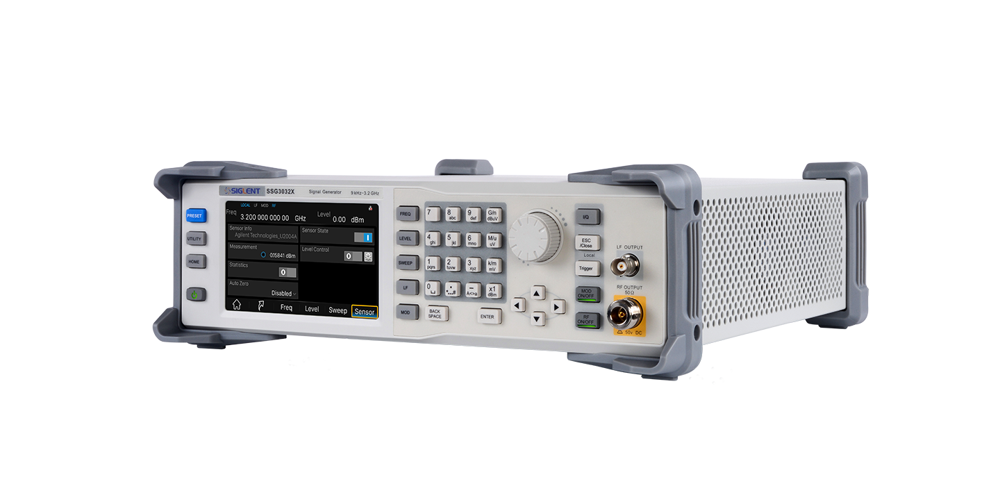 SIGLENT SSG3032X Signal Generator 9 kHz-3.2 GHz
LOCAL LF MOD RF
Freq 3.200 000 000 00 GHz Level 0.00 dBm
Sensor Info
Agilent Technologies_U2004A
Sensor State
Measurement
015841 dBm
Level Control
0
Statistics
0
Auto Zero
Disabled
Freq Level Sweep Sensor
PRESET
UTILITY
HOME
FREQ
LEVEL
SWEEP
LF
MOD
7
8 abc
9 def
G/n dBuV
4 ghi
5 jkl
6 mno
M/u uV
1 pqrs
2 tuvw
3 xyz
k/m mV
0
. #
- A<>a
x1 dBm
BACK
SPACE
ENTER
I/Q
ESC
/Close
Local
Trigger
MOD
ON/OFF
RF
ON/OFF
LF OUTPUT
RF OUTPUT
50Ω
50v DC